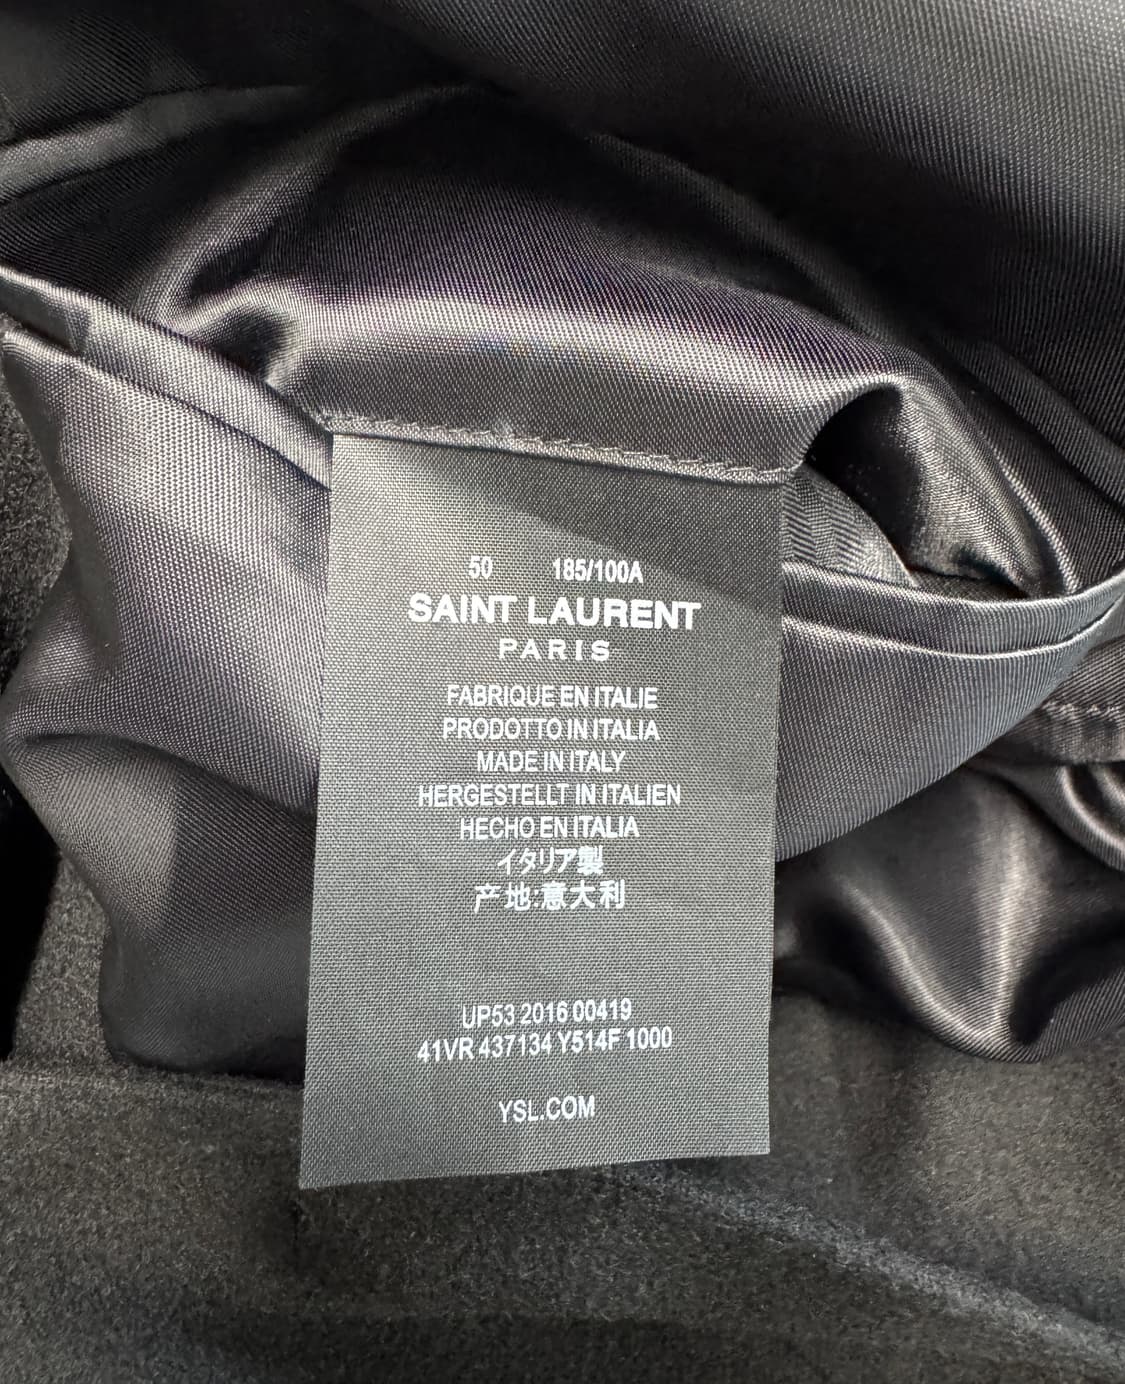 50 185/100A
SAINT LAURENT
PARIS
FABRIQUE EN ITALIE
PRODOTTO IN ITALIA
MADE IN ITALY
HERGESTELLT IN ITALIEN
HECHO EN ITALIA
イタリア製
产地:意大利
UP53 2016 00419
41VR 437134 Y514F 1000
YSL.COM